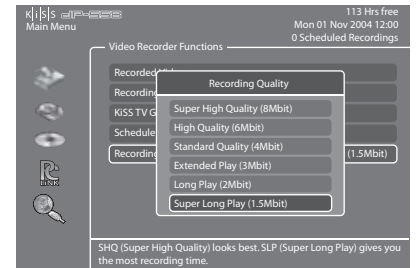 KiSS DP-558
113 Hrs free
Main Menu
Mon 01 Nov 2004 12:00
0 Scheduled Recordings
Video Recorder Functions
Recorded
Recording Quality
Recording
Super High Quality (8Mbit)
KiSS TV G
High Quality (6Mbit)
Schedule
Standard Quality (4Mbit)
Recording
(1.5Mbit)
Extended Play (3Mbit)
Long Play (2Mbit)
Super Long Play (1.5Mbit)
LINK
SHQ (Super High Quality) looks best. SLP (Super Long Play) gives you
the most recording time.